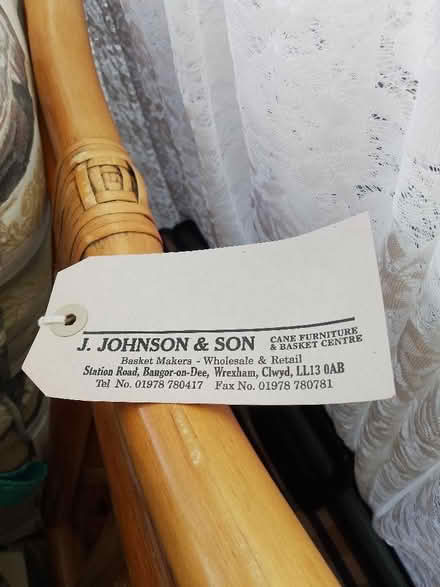 J. JOHNSON & SON CANE FURNITURE & BASKET CENTRE
Basket Makers - Wholesale & Retail
Station Road, Bangor-on-Dee, Wrexham, Clwyd, LL13 0AB
Tel No. 01978 780417 Fax No. 01978 780781